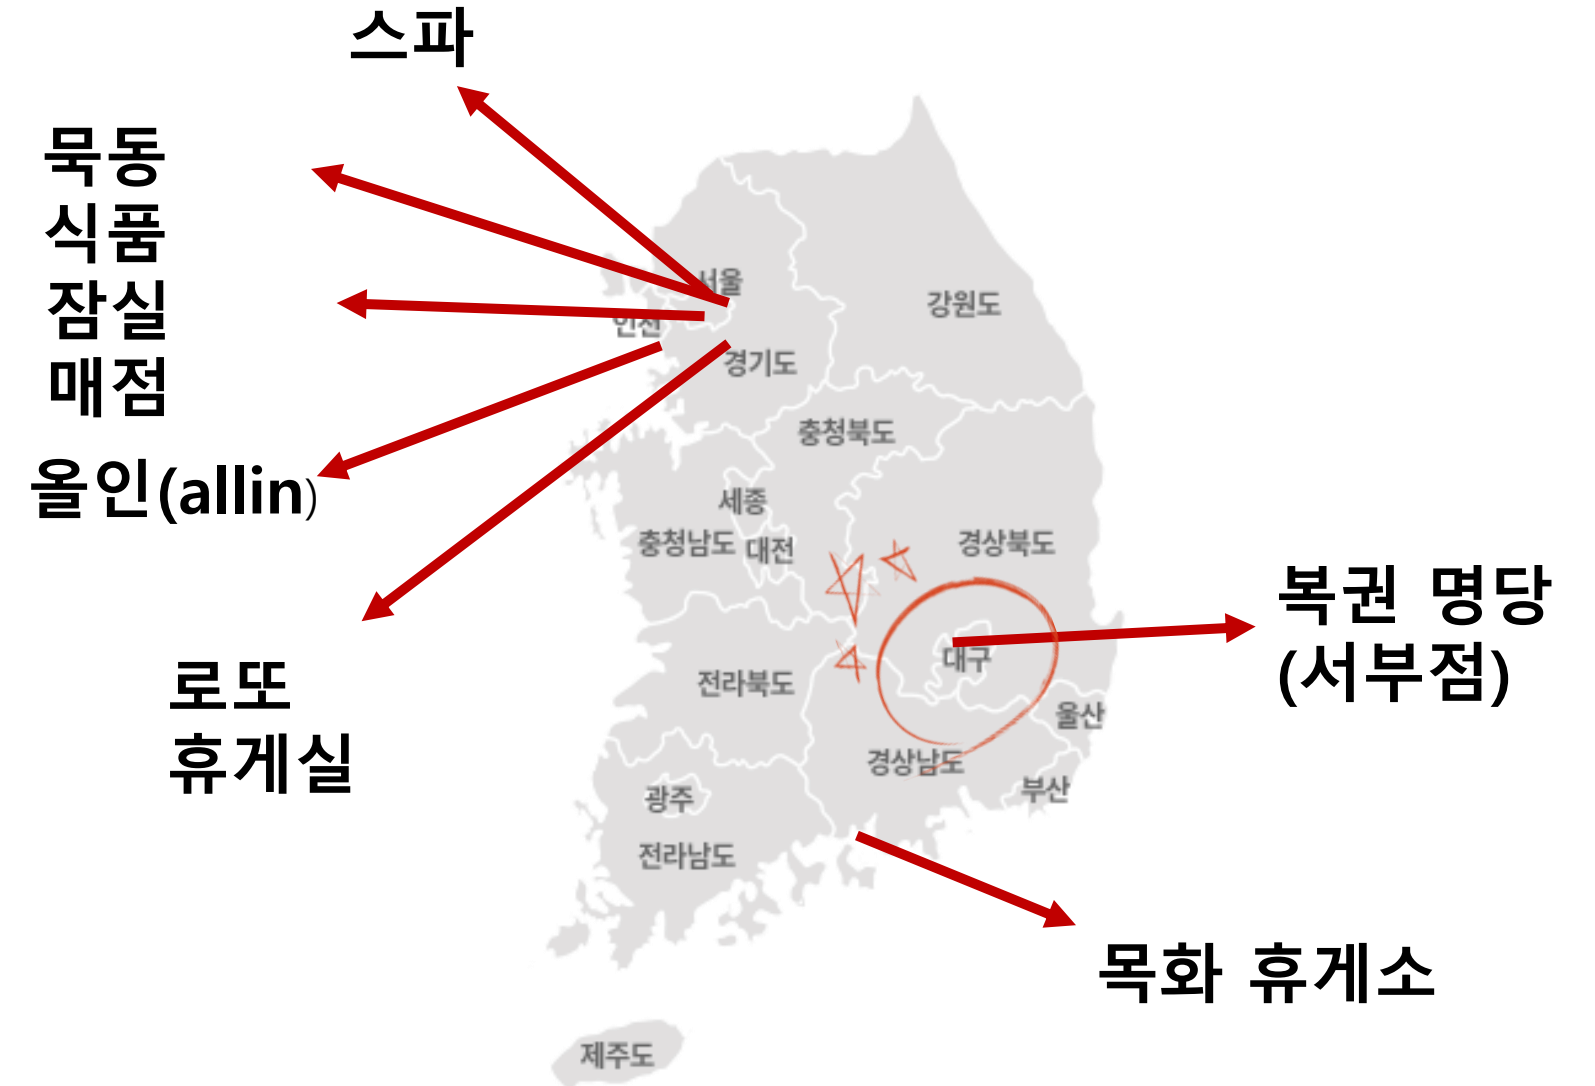 스파
묵동
식품
잠실
매점
올인(allin)
로또
휴게실
서울
인천
경기도
강원도
충청북도
세종
충청남도
대전
경상북도
대구
전라북도
울산
경상남도
부산
광주
전라남도
제주도
복권 명당
(서부점)
목화 휴게소